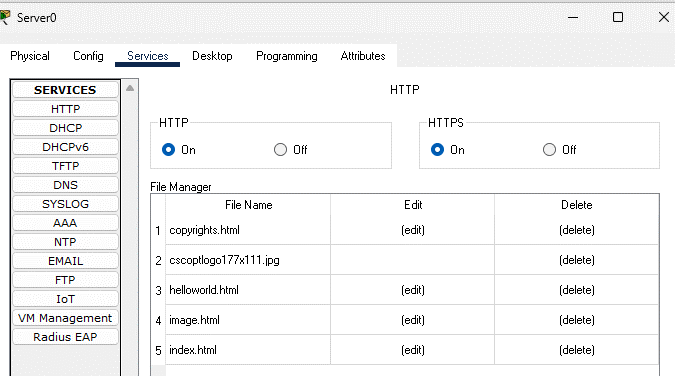 Server0
Physical Config Services Desktop Programming Attributes
SERVICES
HTTP
DHCP
DHCPv6
TFTP
DNS
SYSLOG
AAA
NTP
EMAIL
FTP
IoT
VM Management
Radius EAP
HTTP
HTTP
On Off
HTTPS
On Off
File Manager
File Name Edit Delete
1 copyrights.html (edit) (delete)
2 cscoptlogo177x111.jpg (delete)
3 helloworld.html (edit) (delete)
4 image.html (edit) (delete)
5 index.html (edit) (delete)